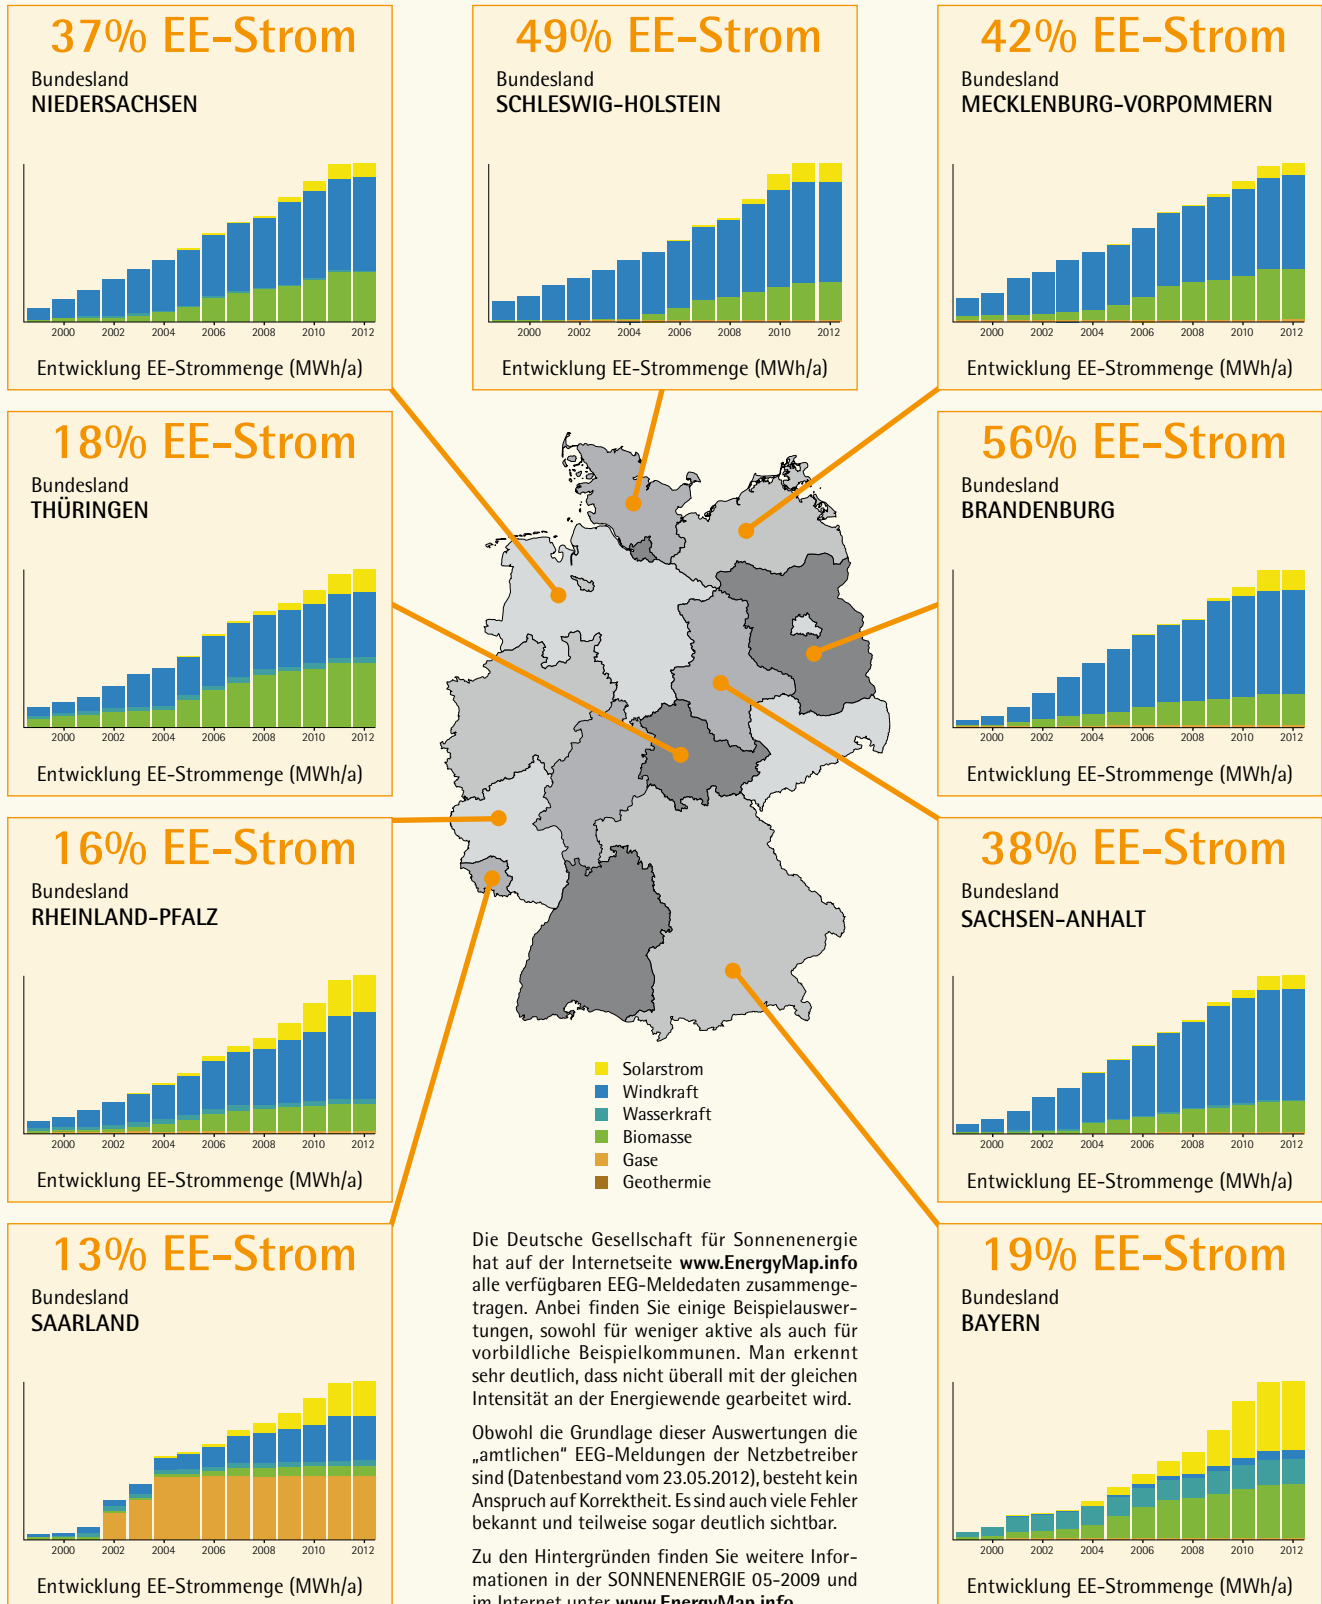 37% EE-Strom
Bundesland
NIEDERSACHSEN
2000 2002 2004 2006 2008 2010 2012
Entwicklung EE-Strommenge (MWh/a)
49% EE-Strom
Bundesland
SCHLESWIG-HOLSTEIN
2000 2002 2004 2006 2008 2010 2012
Entwicklung EE-Strommenge (MWh/a)
42% EE-Strom
Bundesland
MECKLENBURG-VORPOMMERN
2000 2002 2004 2006 2008 2010 2012
Entwicklung EE-Strommenge (MWh/a)
18% EE-Strom
Bundesland
THÜRINGEN
2000 2002 2004 2006 2008 2010 2012
Entwicklung EE-Strommenge (MWh/a)
56% EE-Strom
Bundesland
BRANDENBURG
2000 2002 2004 2006 2008 2010 2012
Entwicklung EE-Strommenge (MWh/a)
16% EE-Strom
Bundesland
RHEINLAND-PFALZ
2000 2002 2004 2006 2008 2010 2012
Entwicklung EE-Strommenge (MWh/a)
38% EE-Strom
Bundesland
SACHSEN-ANHALT
2000 2002 2004 2006 2008 2010 2012
Entwicklung EE-Strommenge (MWh/a)
Solarstrom
Windkraft
Wasserkraft
Biomasse
Gase
Geothermie
13% EE-Strom
Bundesland
SAARLAND
2000 2002 2004 2006 2008 2010 2012
Entwicklung EE-Strommenge (MWh/a)
Die Deutsche Gesellschaft für Sonnenenergie
hat auf der Internetseite www.EnergyMap.info
alle verfügbaren EEG-Meldedaten zusammenge-
tragen. Anbei finden Sie einige Beispielauswer-
tungen, sowohl für weniger aktive als auch für
vorbildliche Beispielkommunen. Man erkennt
sehr deutlich, dass nicht überall mit der gleichen
Intensität an der Energiewende gearbeitet wird.
Obwohl die Grundlage dieser Auswertungen die
„amtlichen" EEG-Meldungen der Netzbetreiber
sind (Datenbestand vom 23.05.2012), besteht kein
Anspruch auf Korrektheit. Es sind auch viele Fehler
bekannt und teilweise sogar deutlich sichtbar.
Zu den Hintergründen finden Sie weitere Infor-
mationen in der SONNENENERGIE 05-2009 und
im Internet unter www.EnergyMap.info
19% EE-Strom
Bundesland
BAYERN
2000 2002 2004 2006 2008 2010 2012
Entwicklung EE-Strommenge (MWh/a)